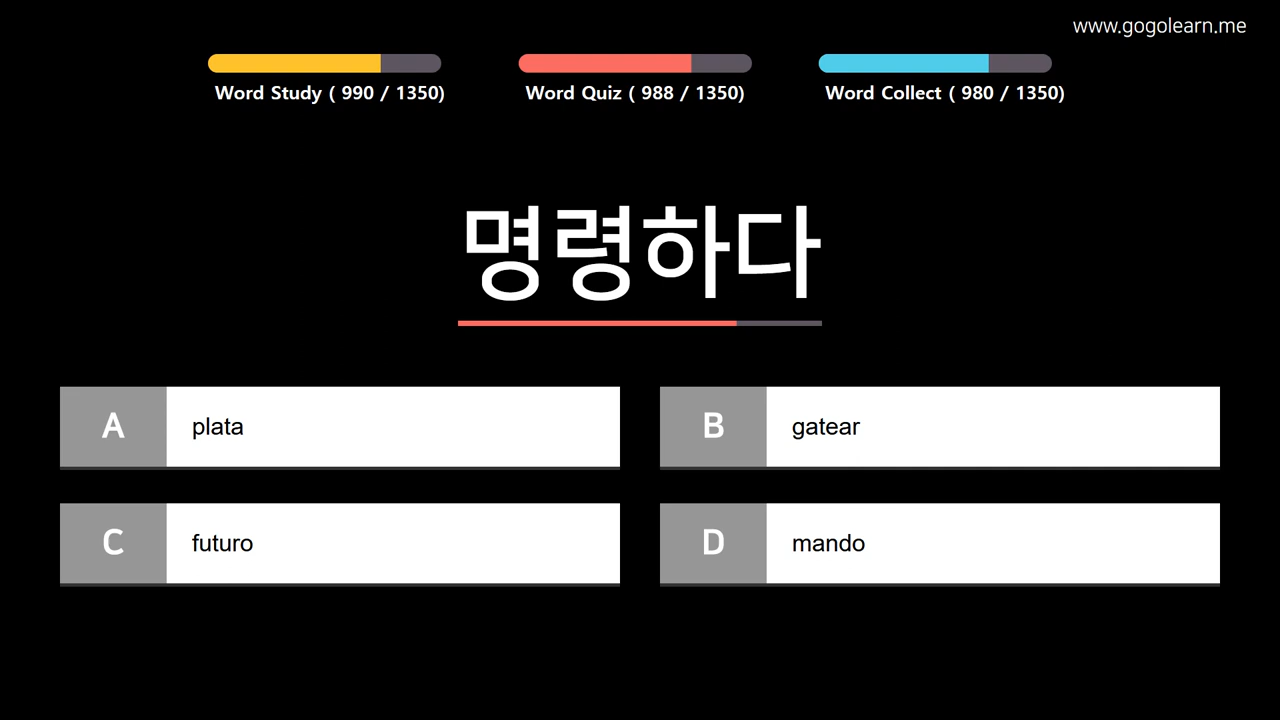 www.gogolearn.me
Word Study ( 990 / 1350)
Word Quiz ( 988 / 1350)
Word Collect ( 980 / 1350)
명령하다
A plata
B gatear
C futuro
D mando